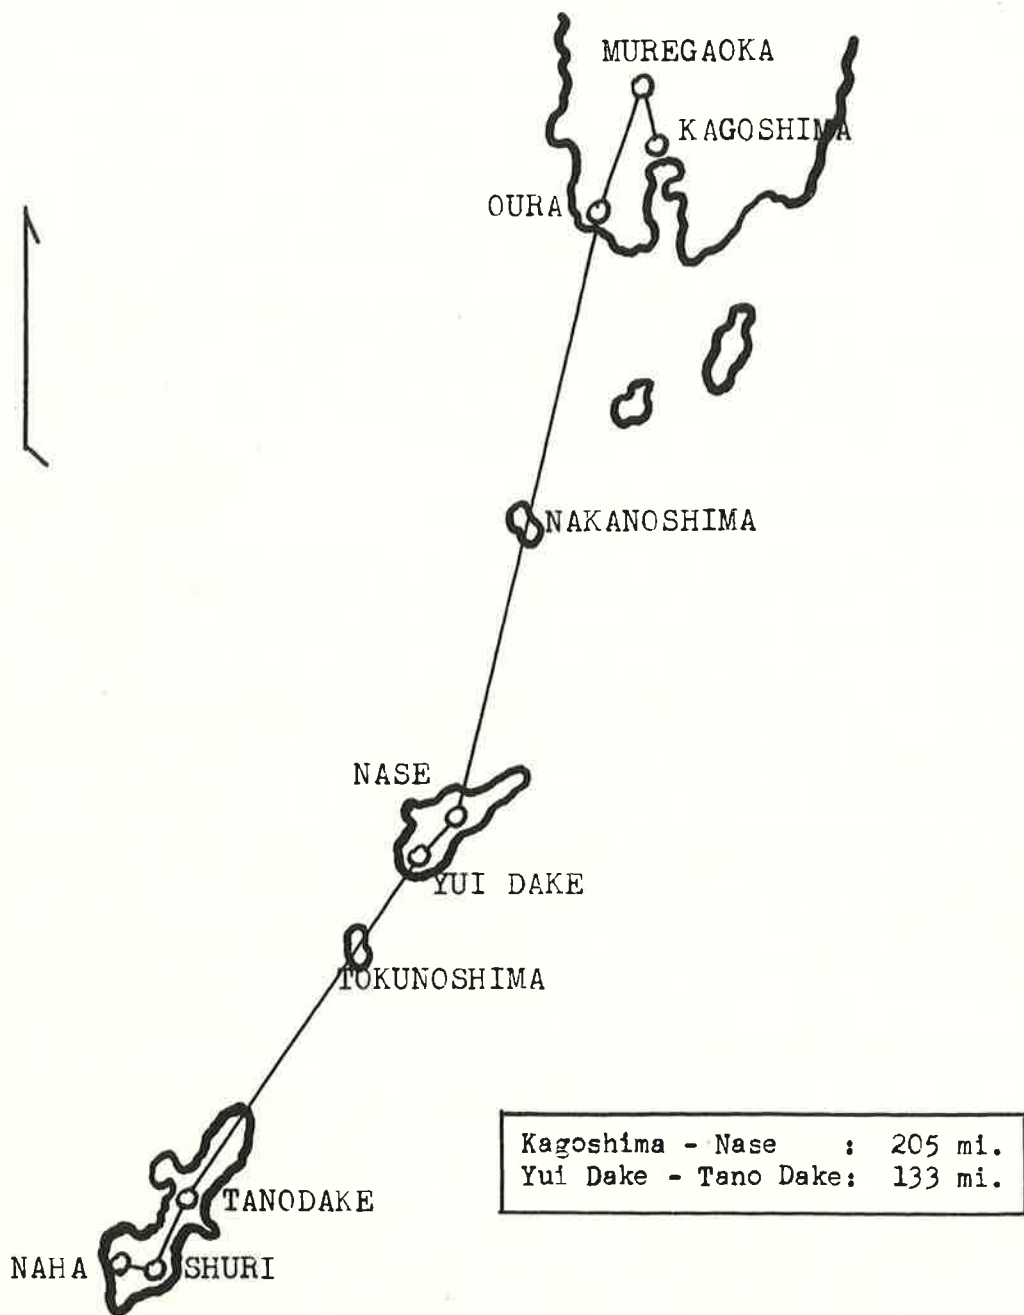 MUREGAOKA
KAGOSHIMA
OURA
NAKANOSHIMA
NASE
YUI DAKE
TOKUNOSHIMA
Kagoshima - Nase : 205 mi.
Yui Dake - Tano Dake: 133 mi.
TANODAKE
NAHA
SHURI